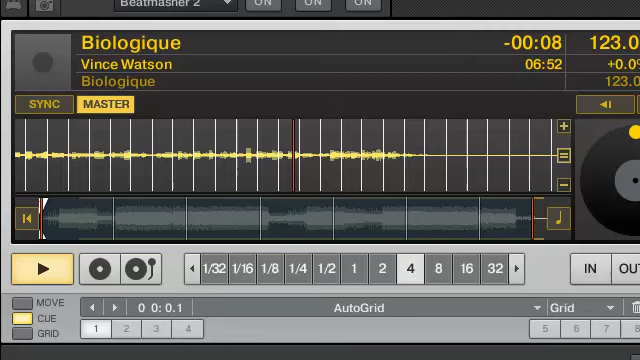 Beatmasher 2 ON ON ON
Biologique -00:08 123.0
Vince Watson 06:52 +0.0%
Biologique 123.0
SYNC MASTER
1/32 1/16 1/8 1/4 1/2 1 2 4 8 16 32 IN OUT
MOVE
CUE
GRID
0 0: 0.1 AutoGrid Grid
1 2 3 4 5 6 7 8